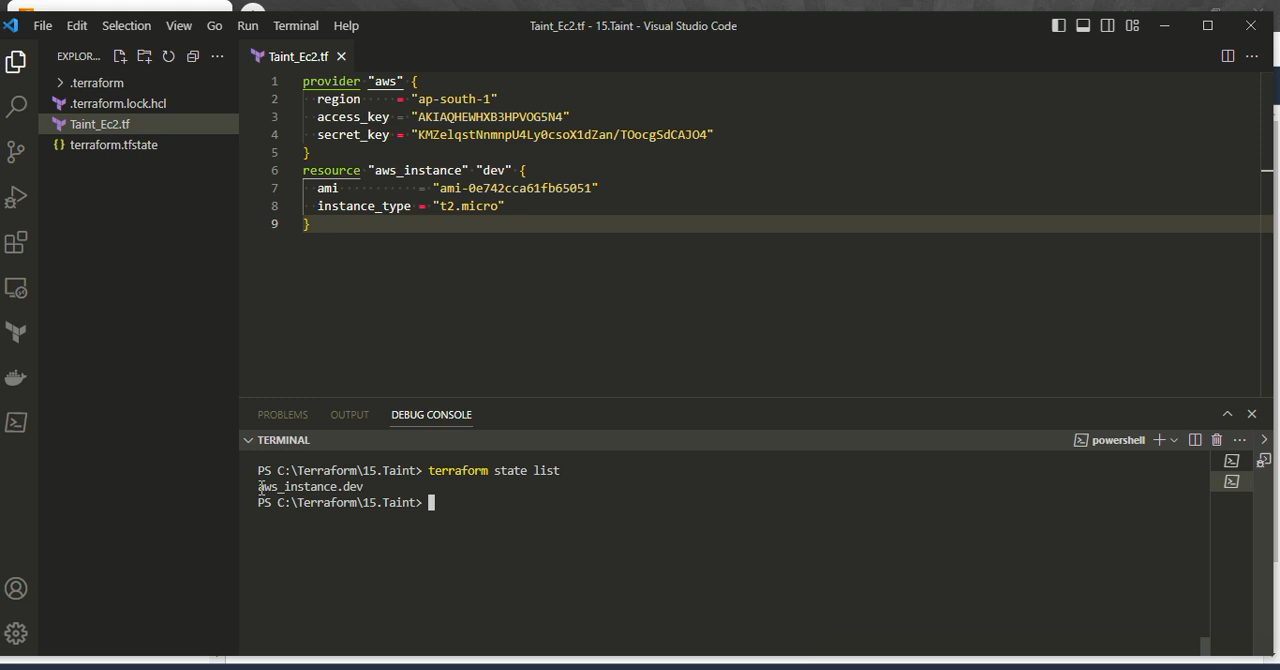 File Edit Selection View Go Run Terminal Help
Taint_Ec2.tf - 15.Taint - Visual Studio Code
EXPLOR...
.terraform
.terraform.lock.hcl
Taint_Ec2.tf
terraform.tfstate
Taint_Ec2.tf
1 provider "aws" {
2 region = "ap-south-1"
3 access_key = "AKIAQHEWHXB3HPVOG5N4"
4 secret_key = "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"
5 }
6 resource "aws_instance" "dev" {
7 ami = "ami-0e742cca61fb65051"
8 instance_type = "t2.micro"
9 }
PROBLEMS OUTPUT DEBUG CONSOLE
TERMINAL
powershell
PS C:\Terraform\15.Taint> terraform state list
aws_instance.dev
PS C:\Terraform\15.Taint>